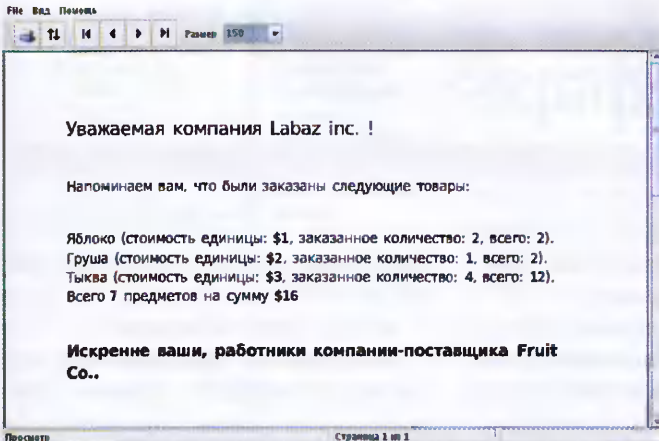 File Вид Помощь
Размер 150
Уважаемая компания Labaz inc. !
Напоминаем вам, что были заказаны следующие товары:
Яблоко (стоимость единицы: $1, заказанное количество: 2, всего: 2).
Груша (стоимость единицы: $2, заказанное количество: 1, всего: 2).
Тыква (стоимость единицы: $3, заказанное количество: 4, всего: 12).
Всего 7 предметов на сумму $16
Искренне ваши, работники компании-поставщика Fruit
Co..
Просмотр Страница 1 из 1